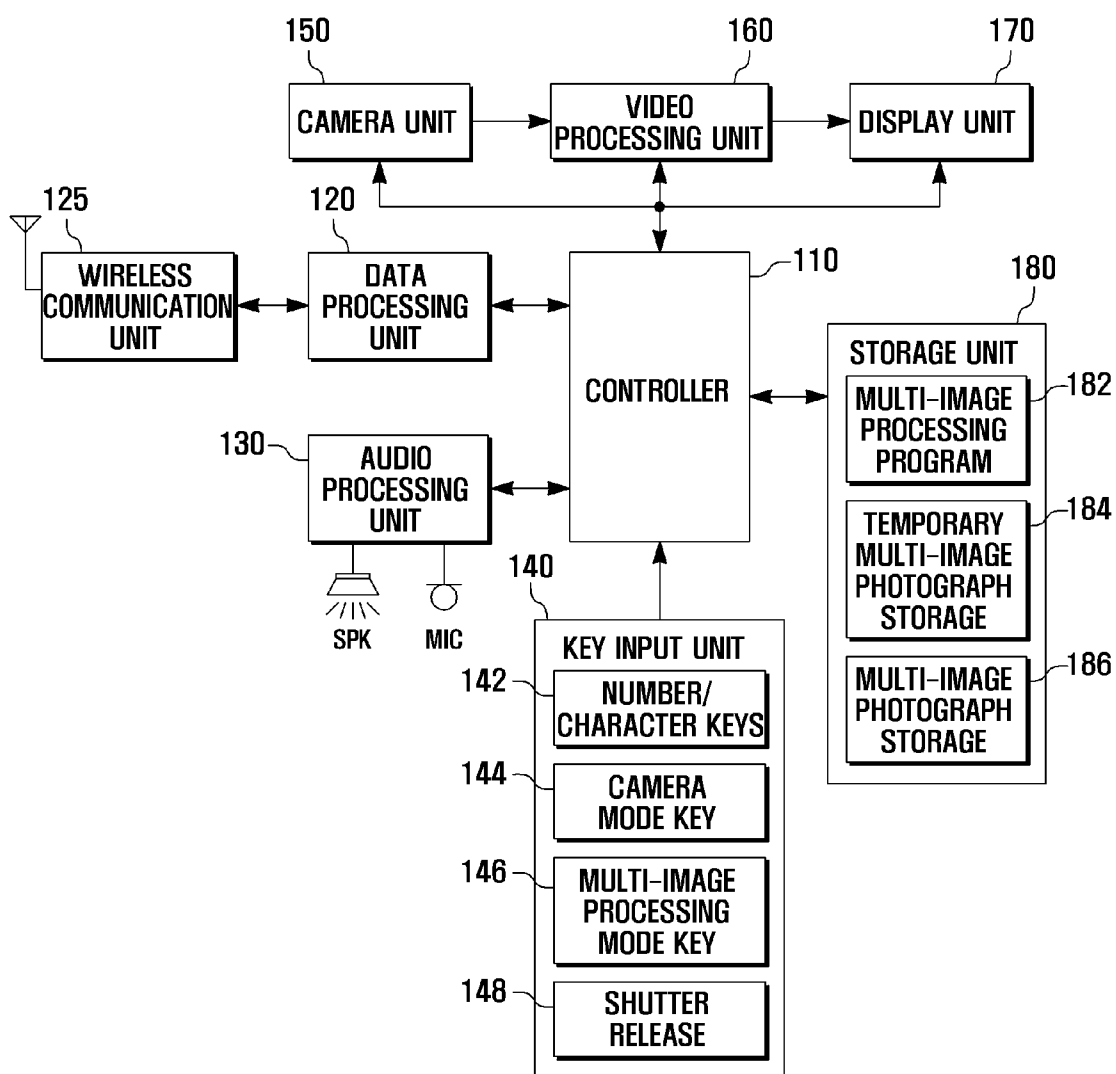 150
160
170
CAMERA UNIT
VIDEO
PROCESSING UNIT
DISPLAY UNIT
125
120
110
WIRELESS
COMMUNICATION
UNIT
DATA
PROCESSING
UNIT
CONTROLLER
180
STORAGE UNIT
MULTI-IMAGE
PROCESSING
PROGRAM
182
130
AUDIO
PROCESSING
UNIT
TEMPORARY
MULTI-IMAGE
PHOTOGRAPH
STORAGE
184
SPK
MIC
140
KEY INPUT UNIT
MULTI-IMAGE
PHOTOGRAPH
STORAGE
186
142
NUMBER/
CHARACTER KEYS
144
CAMERA
MODE KEY
146
MULTI-IMAGE
PROCESSING
MODE KEY
148
SHUTTER
RELEASE